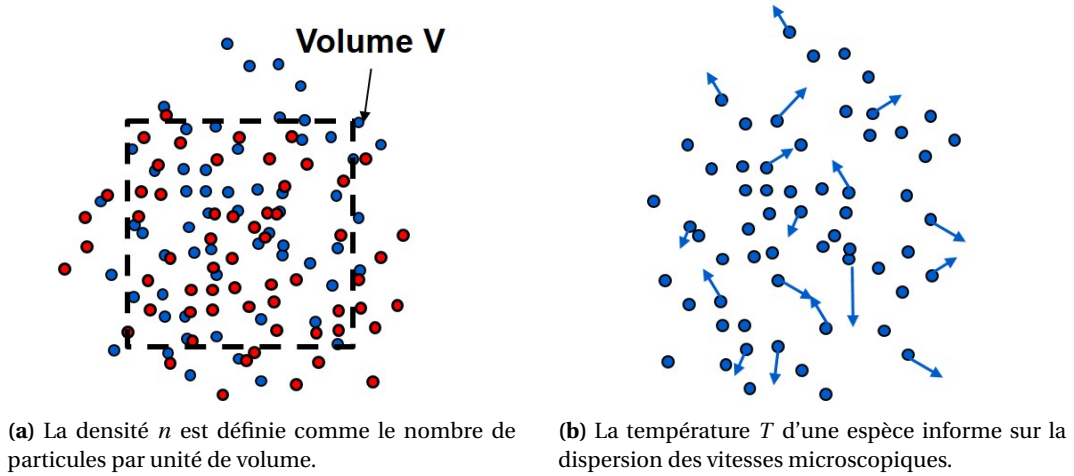 Volume V
(a) La densité n est définie comme le nombre de
particules par unité de volume.
(b) La température T d'une espèce informe sur la
dispersion des vitesses microscopiques.